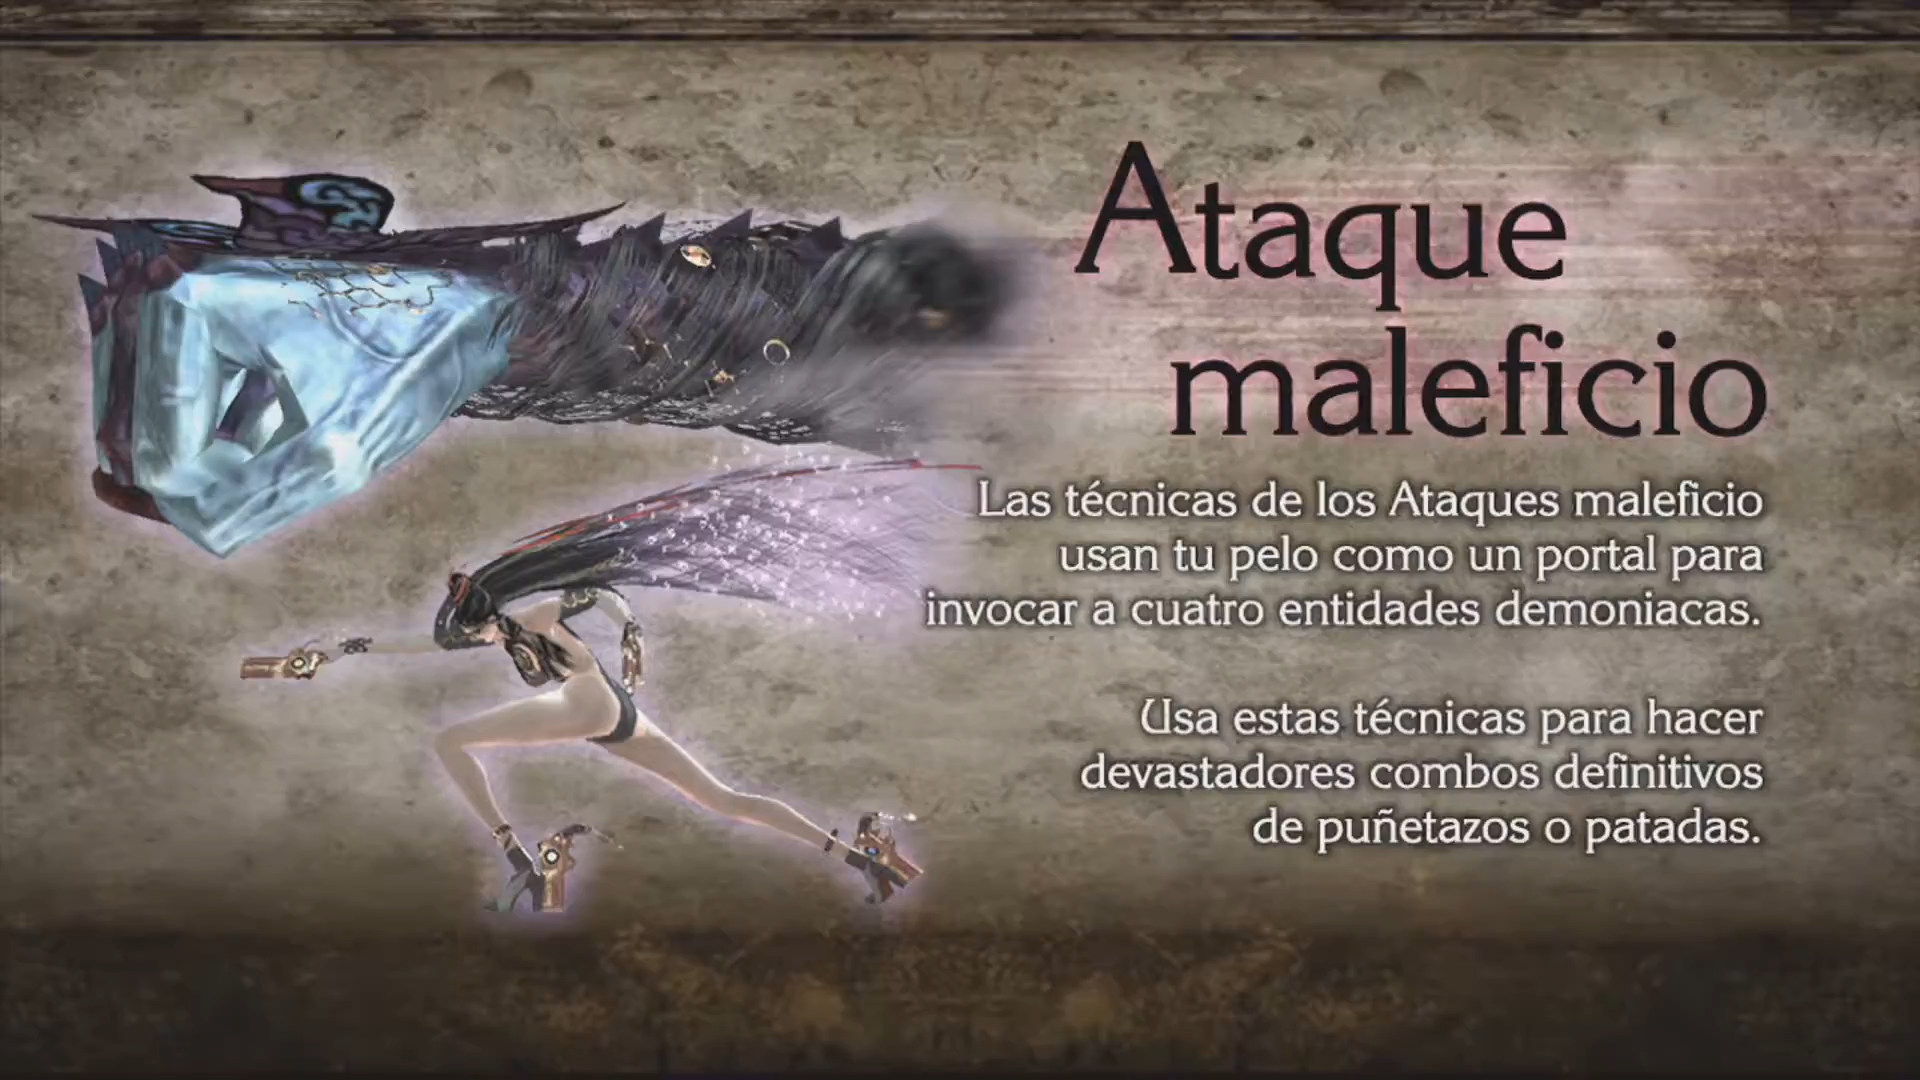 Ataque
maleficio
Las técnicas de los Ataques maleficio
usan tu pelo como un portal para
invocar a cuatro entidades demoniacas.
Usa estas técnicas para hacer
devastadores combos definitivos
de puñetazos o patadas.